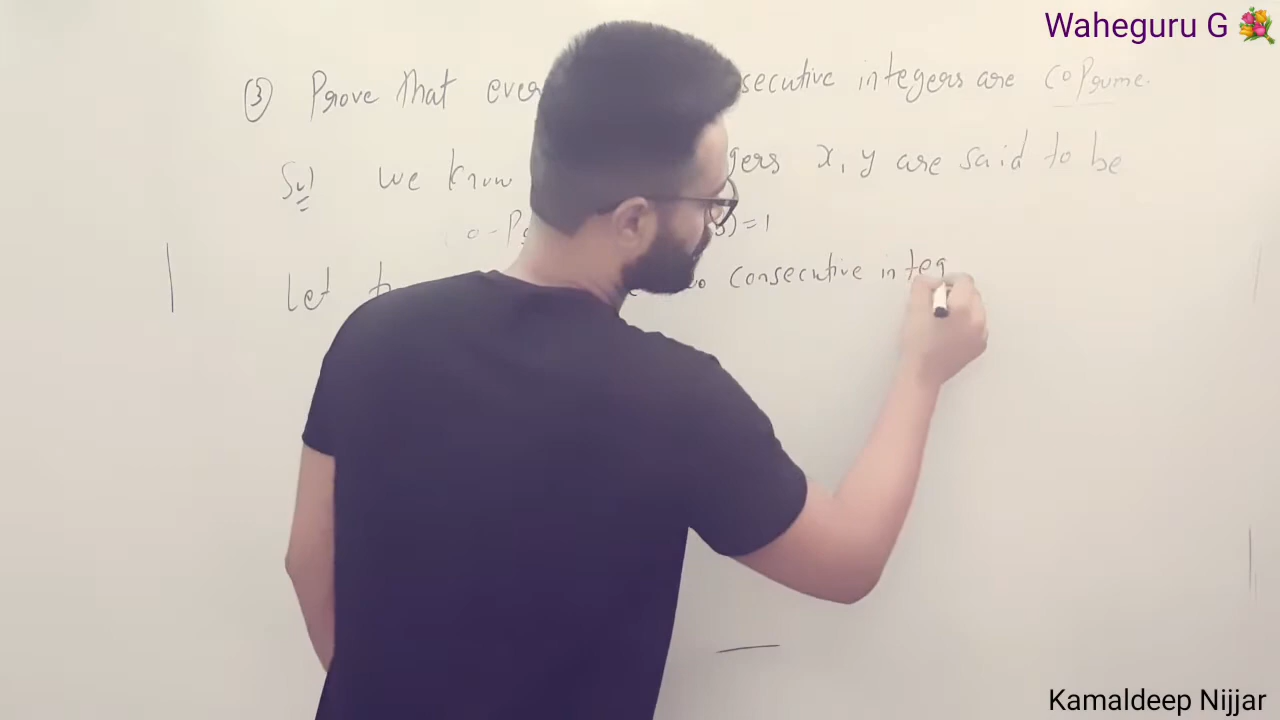 Waheguru G 💐
③ Prove that ever secutive integers are coprime.
Sol we know gers x, y are said to be
) = 1
Let consecutive integ
Kamaldeep Nijjar